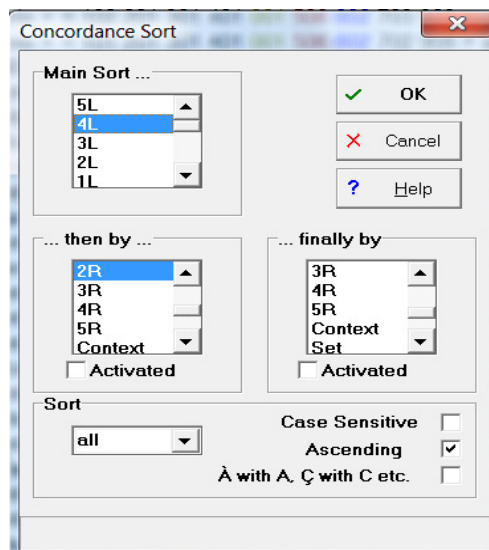 Concordance Sort
Main Sort ...
5L
4L
3L
2L
1L
OK
Cancel
? Help
... then by ...
2R
3R
4R
5R
Context
Activated
... finally by
3R
4R
5R
Context
Set
Activated
Sort
all
Case Sensitive
Ascending
À with A, Ç with C etc.